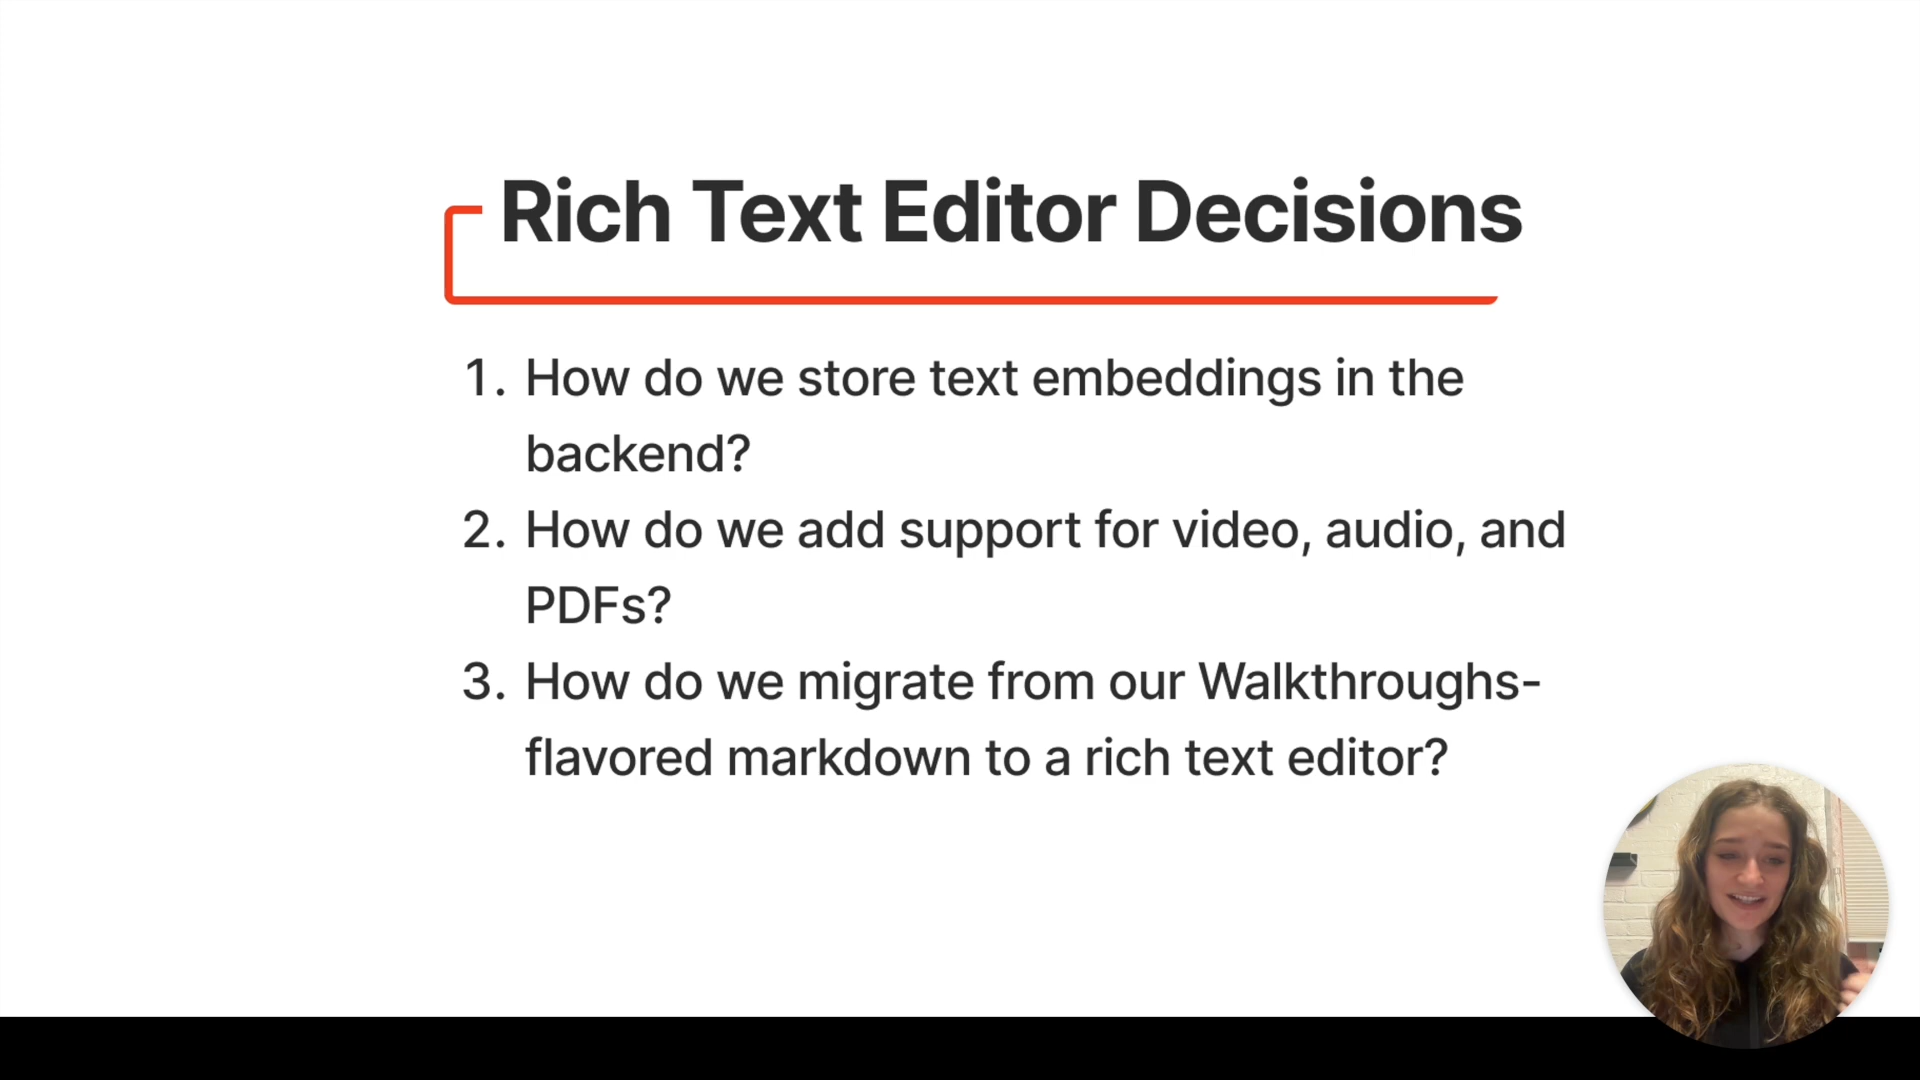 Rich Text Editor Decisions
1. How do we store text embeddings in the
backend?
2. How do we add support for video, audio, and
PDFs?
3. How do we migrate from our Walkthroughs-
flavored markdown to a rich text editor?